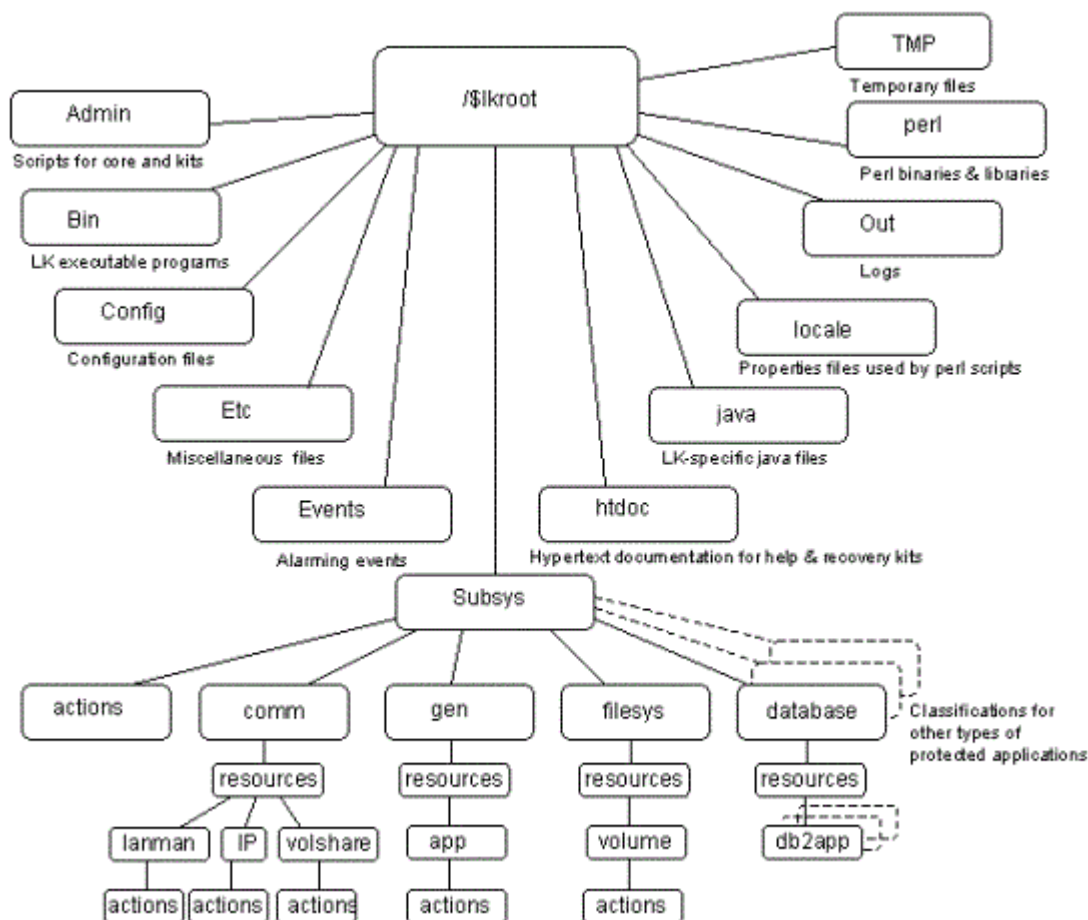 /$lkroot
TMP
Temporary files
Admin
Scripts for core and kits
perl
Perl binaries & libraries
Bin
LK executable programs
Out
Logs
Config
Configuration files
locale
Properties files used by perl scripts
Etc
Miscellaneous files
java
LK-specific java files
Events
Alarming events
htdoc
Hypertext documentation for help & recovery kits
Subsys
actions
comm
gen
filesys
database
Classifications for
other types of
protected applications
resources
resources
resources
resources
lanman
IP
volshare
app
volume
db2app
actions
actions
actions
actions
actions